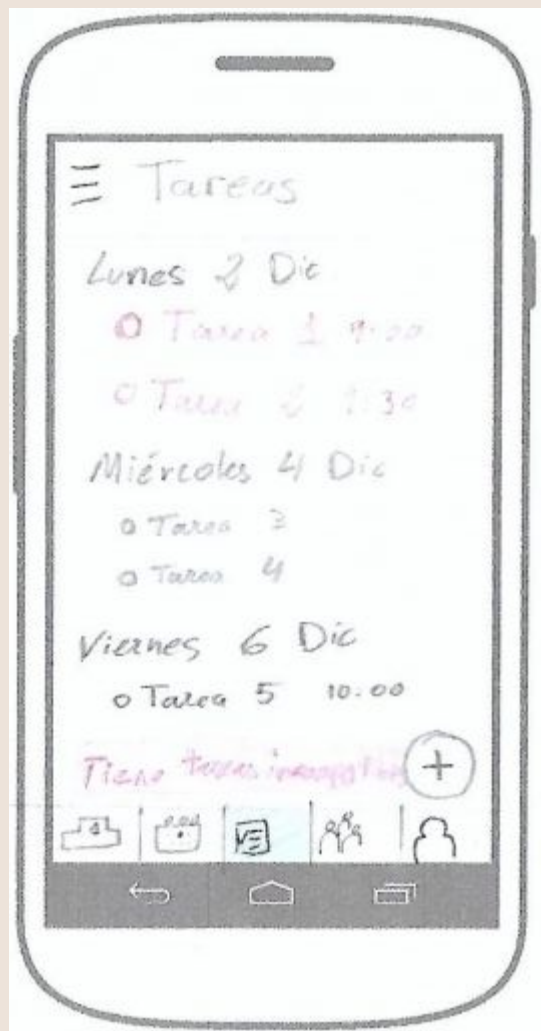 Tareas
Lunes 2 Dic
Tarea 1 9:00
Tarea 2 9:30
Miércoles 4 Dic
Tarea 3
Tarea 4
Viernes 6 Dic
Tarea 5 10:00
Tiene tareas
+